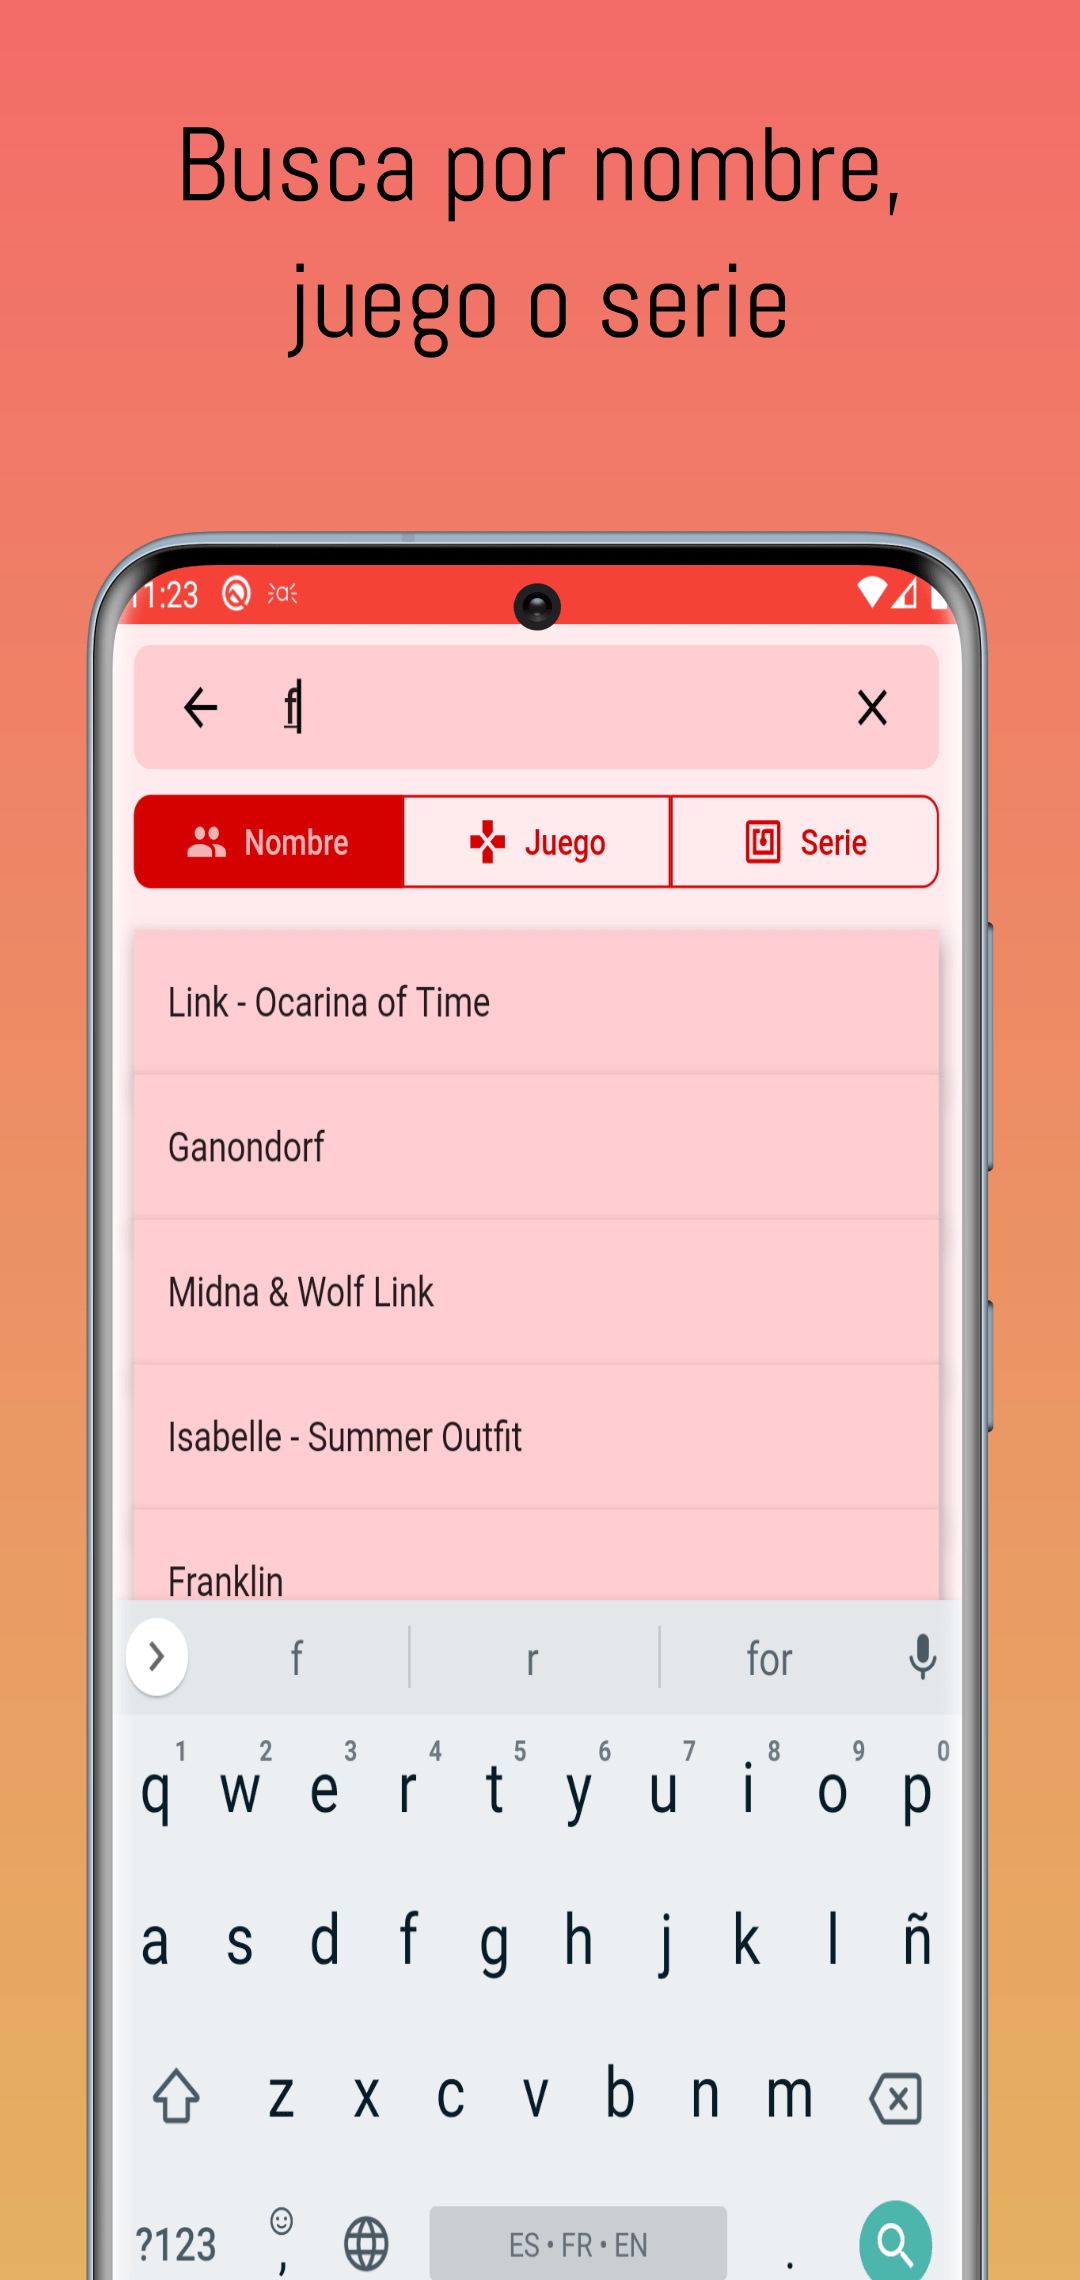 Busca por nombre,
juego o serie
11:23
f
Nombre
Juego
Serie
Link - Ocarina of Time
Ganondorf
Midna & Wolf Link
Isabelle - Summer Outfit
Franklin
f r for
1 2 3 4 5 6 7 8 9 0
q w e r t y u i o p
a s d f g h j k l ñ
z x c v b n m
?123 , ES • FR • EN .